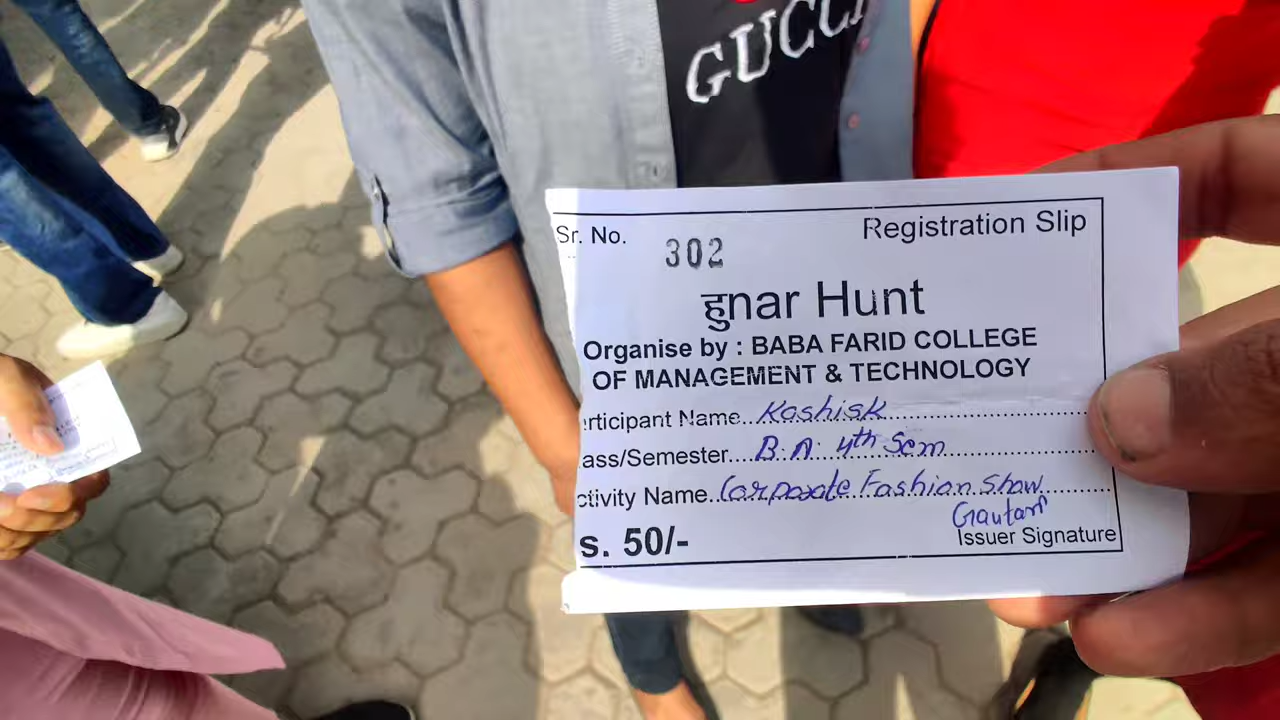 GUCCI
Sr. No. 302 Registration Slip
हुnar Hunt
Organise by : BABA FARID COLLEGE
OF MANAGEMENT & TECHNOLOGY
rticipant Name...Kashisk
ass/Semester....B.A. 4th Sem
ctivity Name..Corporate Fashion Show
Gautam
s. 50/- Issuer Signature